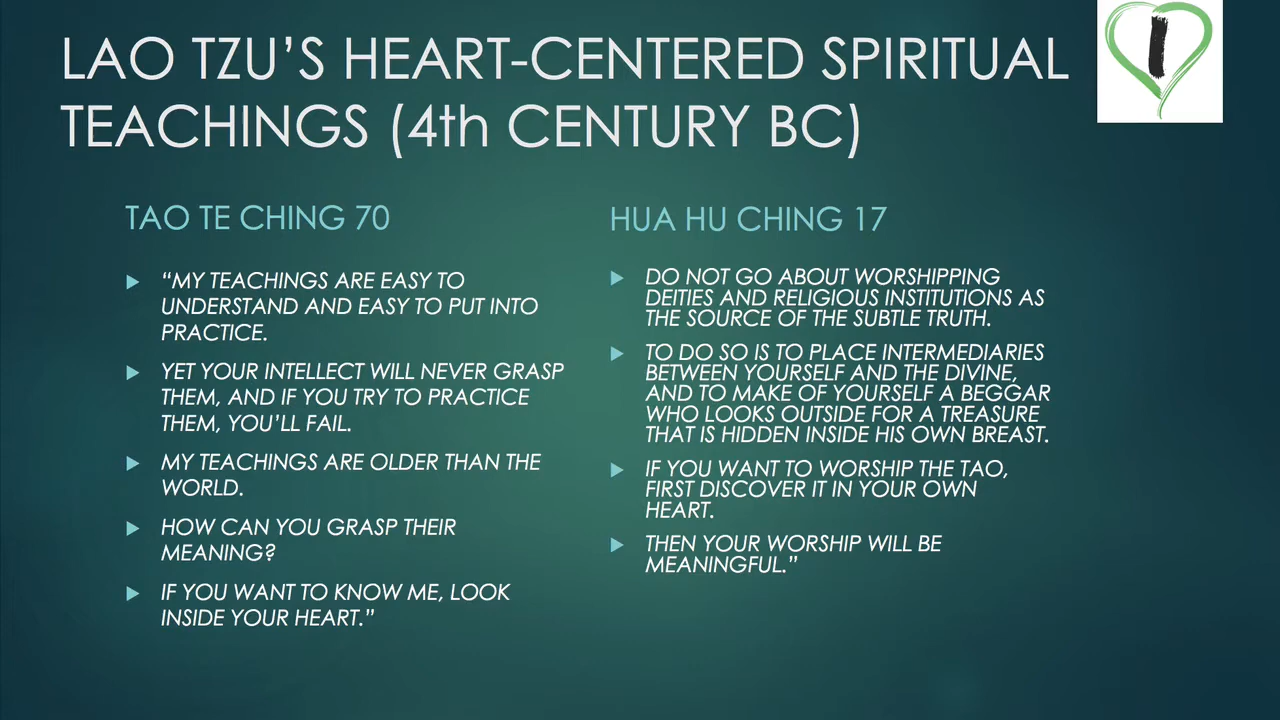 LAO TZU’S HEART-CENTERED SPIRITUAL
TEACHINGS (4th CENTURY BC)
TAO TE CHING 70
“MY TEACHINGS ARE EASY TO
UNDERSTAND AND EASY TO PUT INTO
PRACTICE.
YET YOUR INTELLECT WILL NEVER GRASP
THEM, AND IF YOU TRY TO PRACTICE
THEM, YOU’LL FAIL.
MY TEACHINGS ARE OLDER THAN THE
WORLD.
HOW CAN YOU GRASP THEIR
MEANING?
IF YOU WANT TO KNOW ME, LOOK
INSIDE YOUR HEART.”
HUA HU CHING 17
DO NOT GO ABOUT WORSHIPPING
DEITIES AND RELIGIOUS INSTITUTIONS AS
THE SOURCE OF THE SUBTLE TRUTH.
TO DO SO IS TO PLACE INTERMEDIARIES
BETWEEN YOURSELF AND THE DIVINE,
AND TO MAKE OF YOURSELF A BEGGAR
WHO LOOKS OUTSIDE FOR A TREASURE
THAT IS HIDDEN INSIDE HIS OWN BREAST.
IF YOU WANT TO WORSHIP THE TAO,
FIRST DISCOVER IT IN YOUR OWN
HEART.
THEN YOUR WORSHIP WILL BE
MEANINGFUL.”